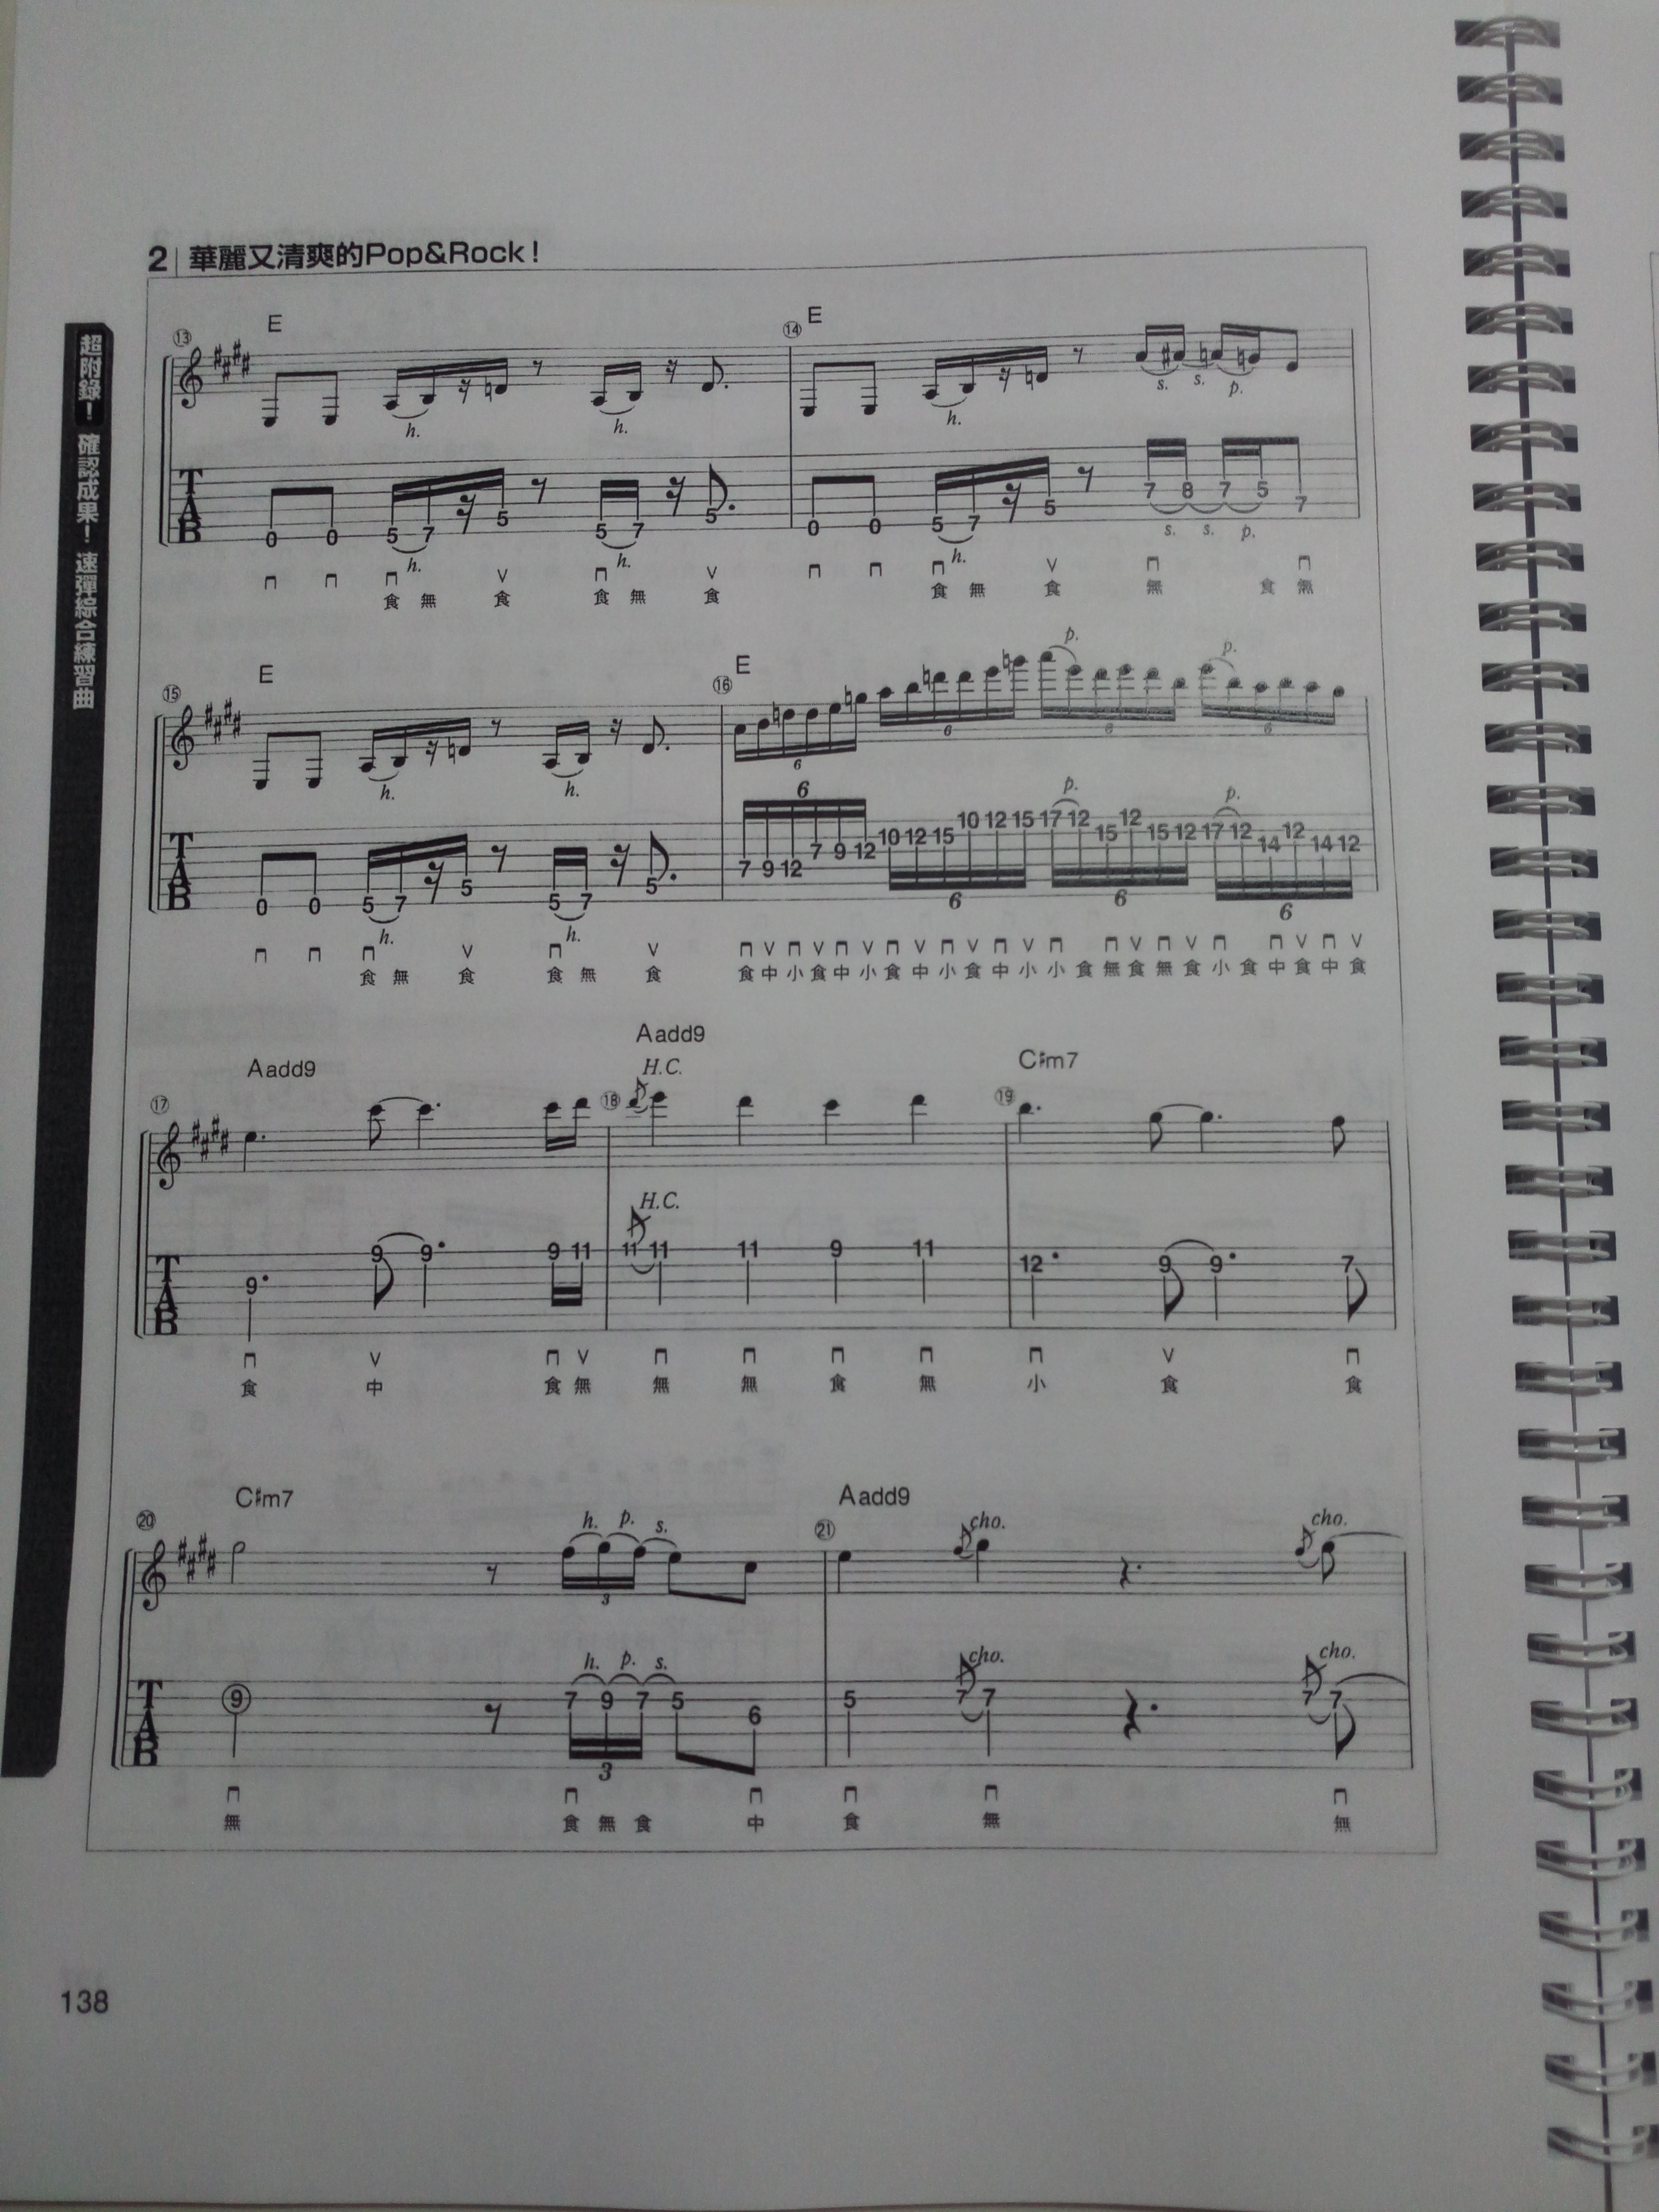 2 華麗又清爽的Pop&Rock!
超附錄! 確認成果! 速彈綜合練習曲
⑬ E ⑭ E
h. h. h. s. s. p.
T A B
0 0 5 7 5 5 7 5 0 0 5 7 5 7 8 7 5 7
h. h. h. s. s. p.
食 無 食 食 無 食 食 無 食 無 食 無
⑮ E ⑯ E
h. h. 6 6 p. 6 p. 6
T A B
0 0 5 7 5 5 7 5 7 9 12 7 9 12 10 12 15 10 12 15 17 12 15 12 15 12 17 12 14 12 14 12
h. h. 6 6 p. 6 p. 6
食 無 食 食 無 食 食 中 小 食 中 小 食 中 小 食 中 小 小 食 無 食 無 食 小 食 中 食 中 食
Aadd9 Aadd9 C♯m7
⑰ ⑱ H.C. ⑲
H.C.
T A B
9 9 9 9 11 11 11 11 9 11 12 9 9 7
食 中 食 無 無 無 食 無 小 食 食
C♯m7 Aadd9
⑳ h. p. s. 3 ㉑ cho. cho.
h. p. s. cho. cho.
T A B
9 7 9 7 5 6 5 7 7 7 7
3
無 食 無 食 中 食 無 無
138